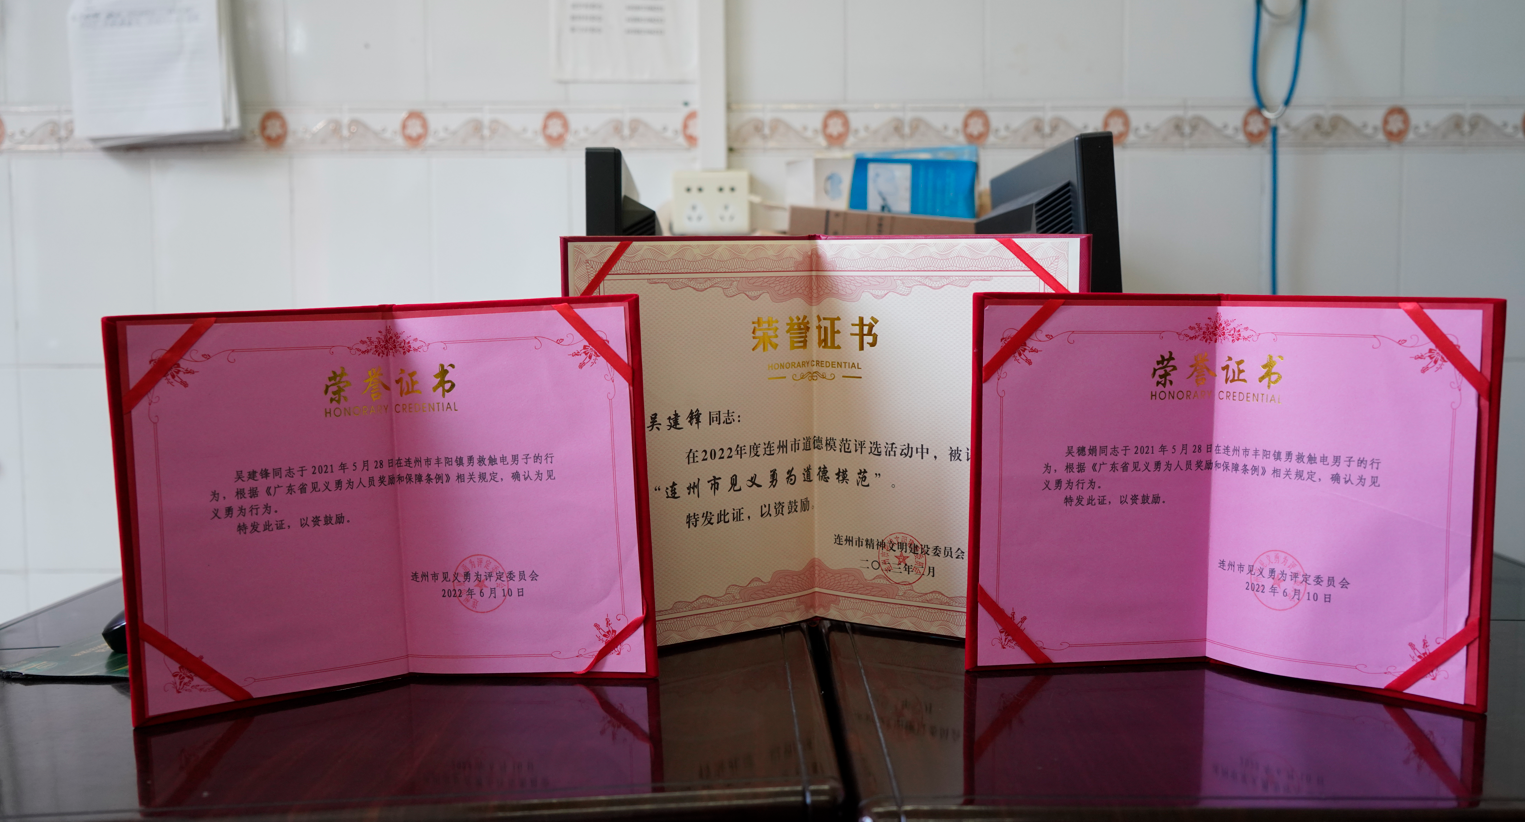 荣誉证书
HONORARY CREDENTIAL
吴建锋同志于2021年5月28日在连州市丰阳镇勇救触电男子的行
为，根据《广东省见义勇为人员奖励和保障条例》相关规定，确认为见
义勇为行为。
特发此证，以资鼓励。
连州市见义勇为评定委员会
2022年6月10日
荣誉证书
HONORARY CREDENTIAL
吴建锋同志：
在2022年度连州市道德模范评选活动中，被
“连州市见义勇为道德模范”。
特发此证，以资鼓励
连州市精神文明建设委员会
荣誉证书
HONORARY CREDENTIAL
吴穗娟同志于2021年5月28日在连州市丰阳镇勇救触电男子的行
为，根据《广东省见义勇为人员奖励和保障条例》相关规定，确认为见
义勇为行为。
特发此证，以资鼓励。
连州市见义勇为评定委员会
2022年6月10日